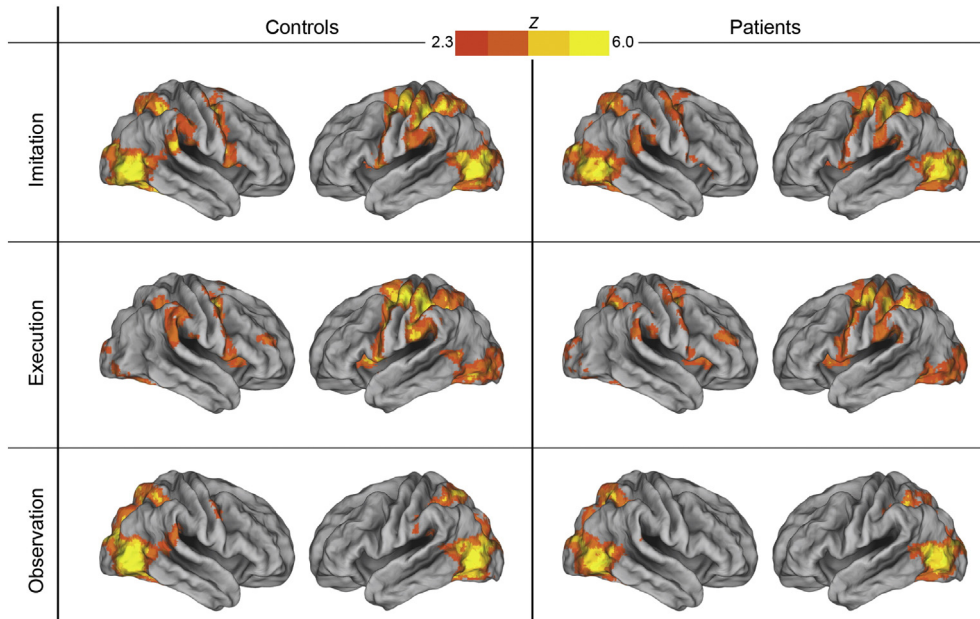 Controls
Z
Patients
2.3
6.0
Imitation
Execution
Observation